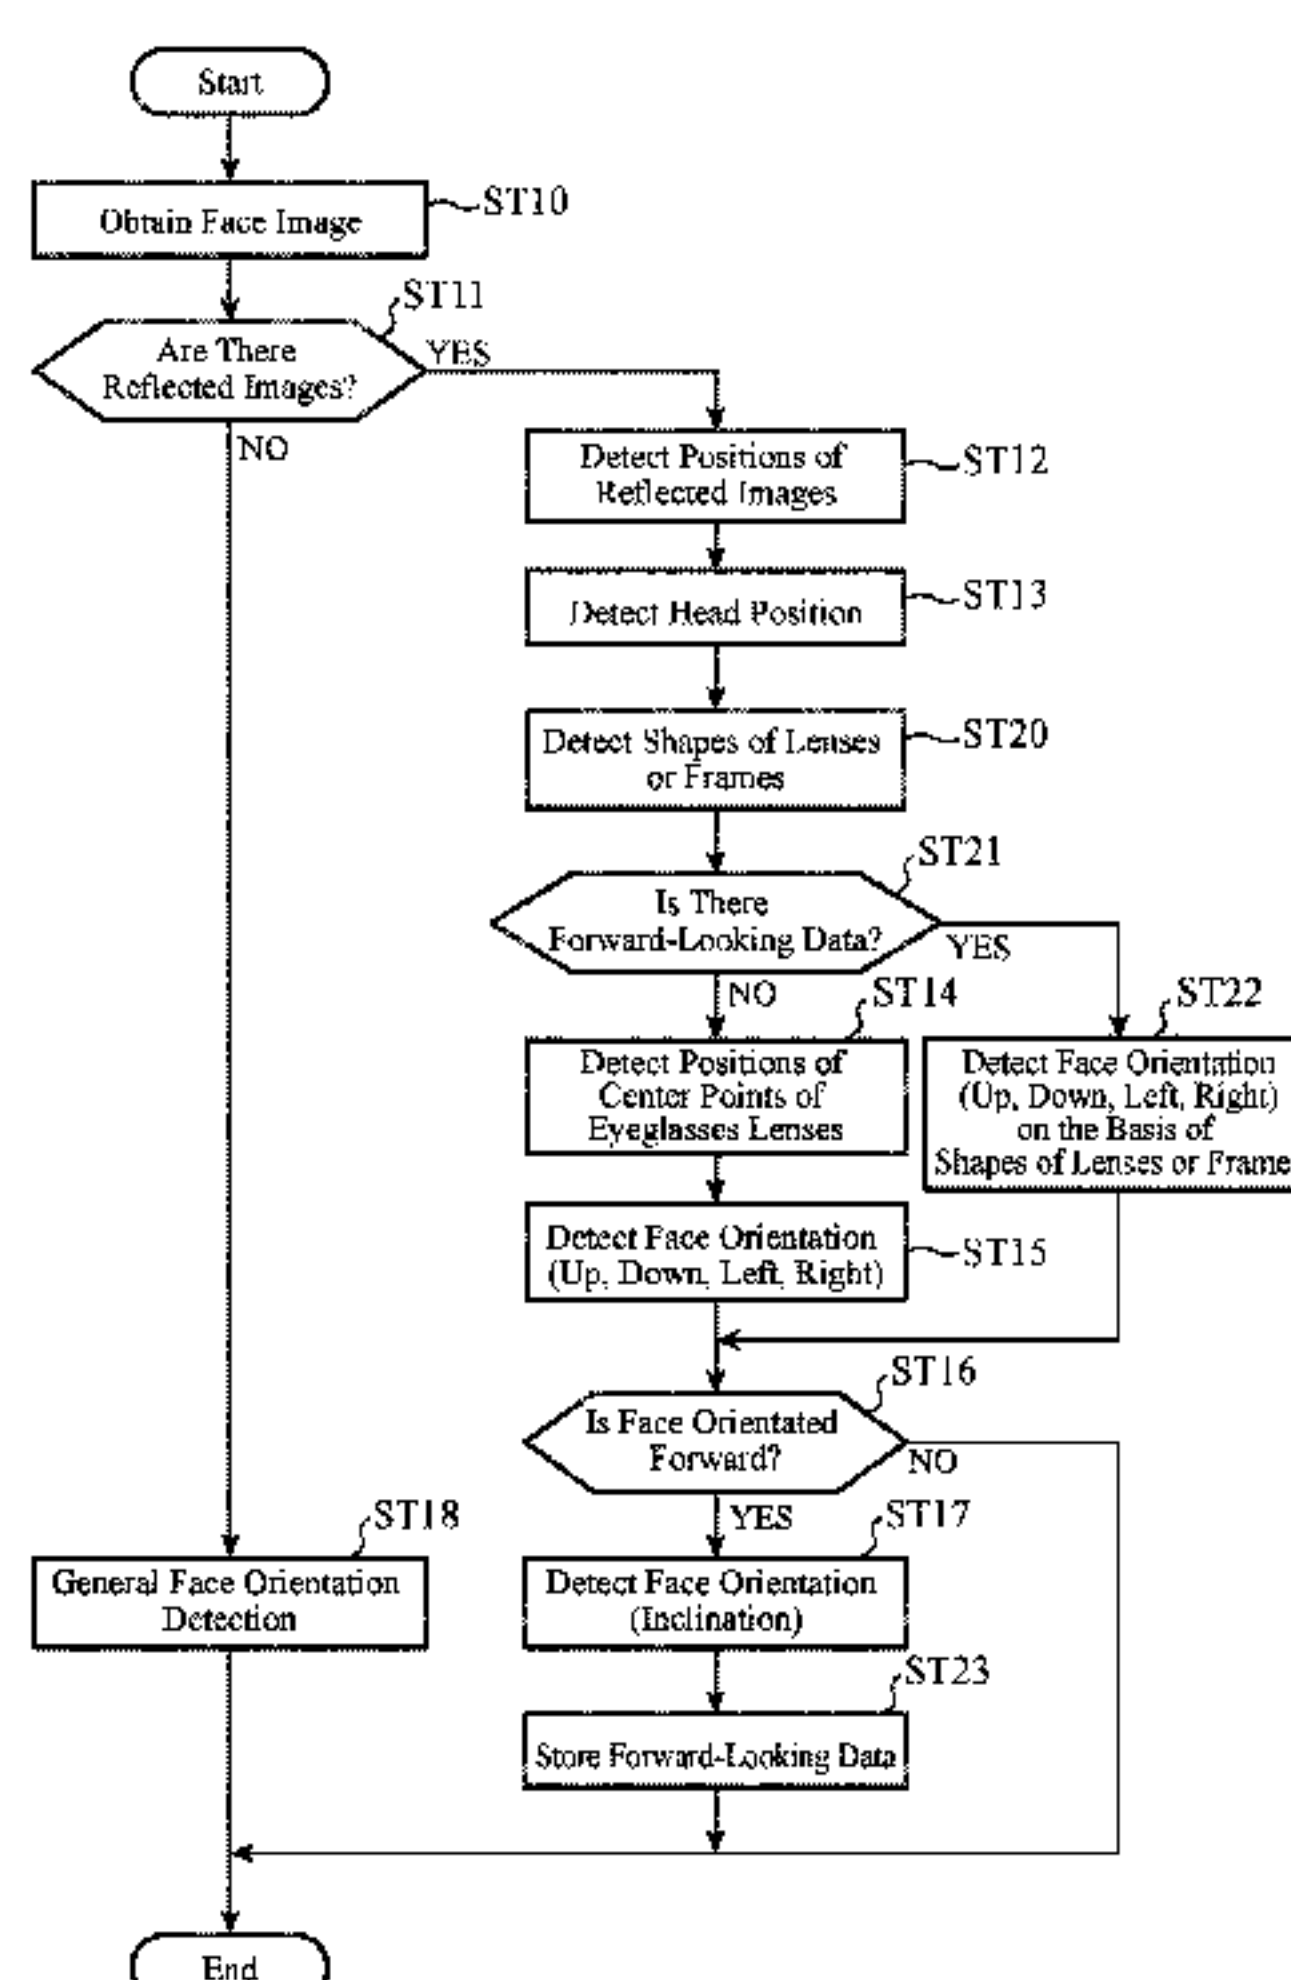 Start
Obtain Face Image
ST10
ST11
Are There
Reflected Images?
YES
NO
Detect Positions of
Reflected Images
ST12
Detect Head Position
ST13
Detect Shapes of Lenses
or Frames
ST20
ST21
Is There
Forward-Looking Data?
YES
NO
ST14
Detect Positions of
Center Points of
Eyeglasses Lenses
ST22
Detect Face Orientation
(Up, Down, Left, Right)
on the Basis of
Shapes of Lenses or Frame
Detect Face Orientation
(Up, Down, Left, Right)
ST15
ST16
Is Face Orientated
Forward?
NO
YES
ST17
Detect Face Orientation
(Inclination)
ST18
General Face Orientation
Detection
ST23
Store Forward-Looking Data
End